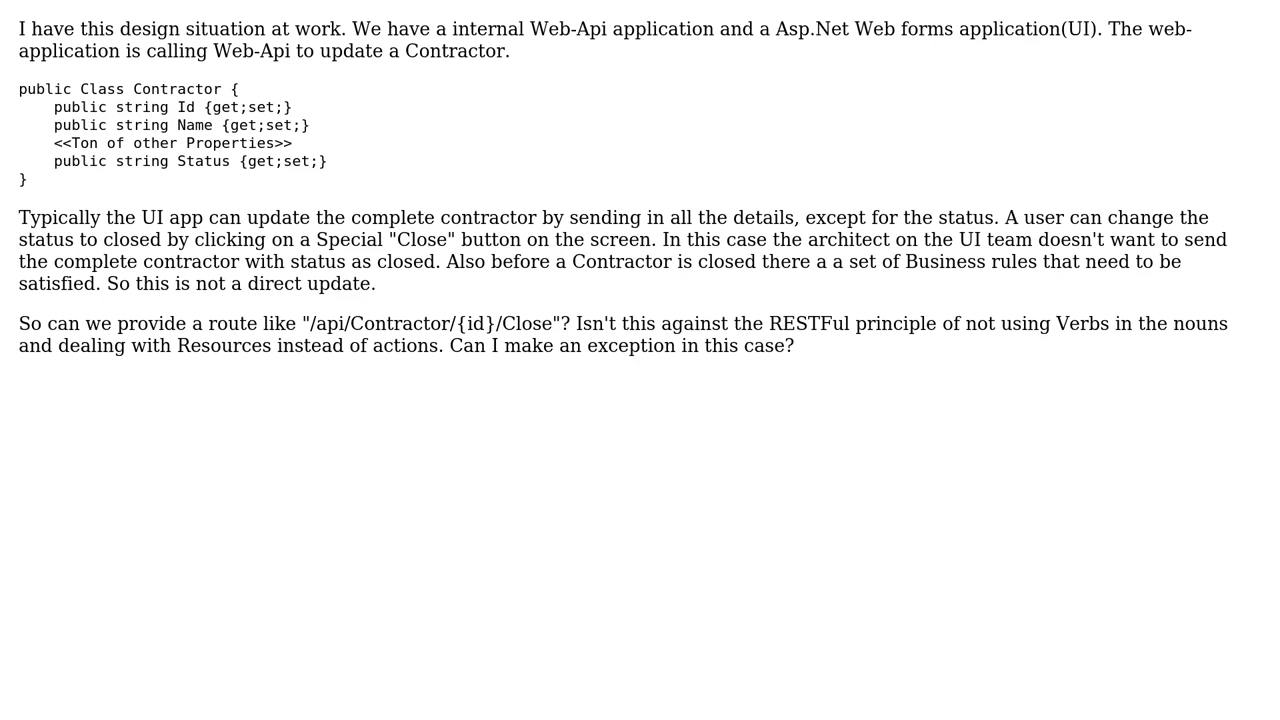 I have this design situation at work. We have a internal Web-Api application and a Asp.Net Web forms application(UI). The web-
application is calling Web-Api to update a Contractor.
public Class Contractor {
    public string Id {get;set;}
    public string Name {get;set;}
    <<Ton of other Properties>>
    public string Status {get;set;}
}
Typically the UI app can update the complete contractor by sending in all the details, except for the status. A user can change the
status to closed by clicking on a Special "Close" button on the screen. In this case the architect on the UI team doesn't want to send
the complete contractor with status as closed. Also before a Contractor is closed there a a set of Business rules that need to be
satisfied. So this is not a direct update.
So can we provide a route like "/api/Contractor/{id}/Close"? Isn't this against the RESTFul principle of not using Verbs in the nouns
and dealing with Resources instead of actions. Can I make an exception in this case?